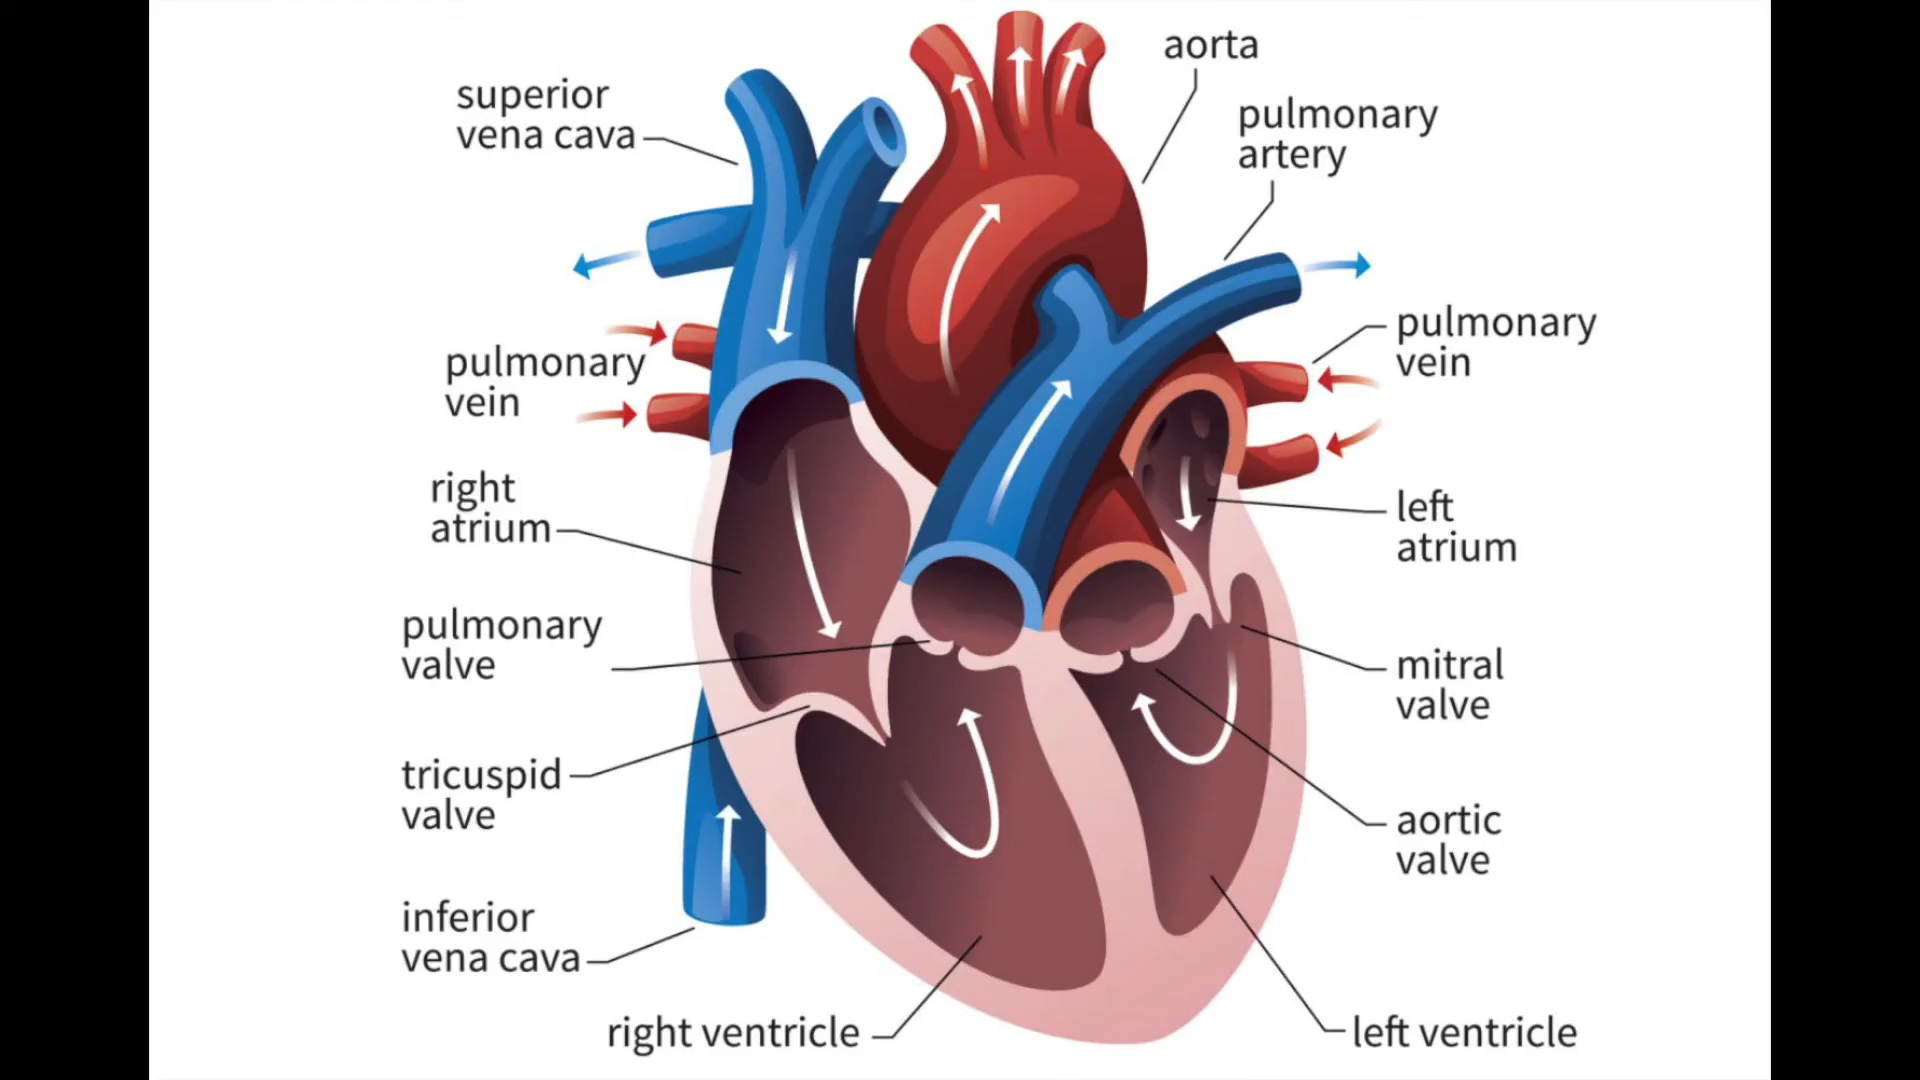 aorta
superior
vena cava
pulmonary
artery
pulmonary
vein
pulmonary
vein
right
atrium
left
atrium
pulmonary
valve
mitral
valve
tricuspid
valve
aortic
valve
inferior
vena cava
right ventricle
left ventricle